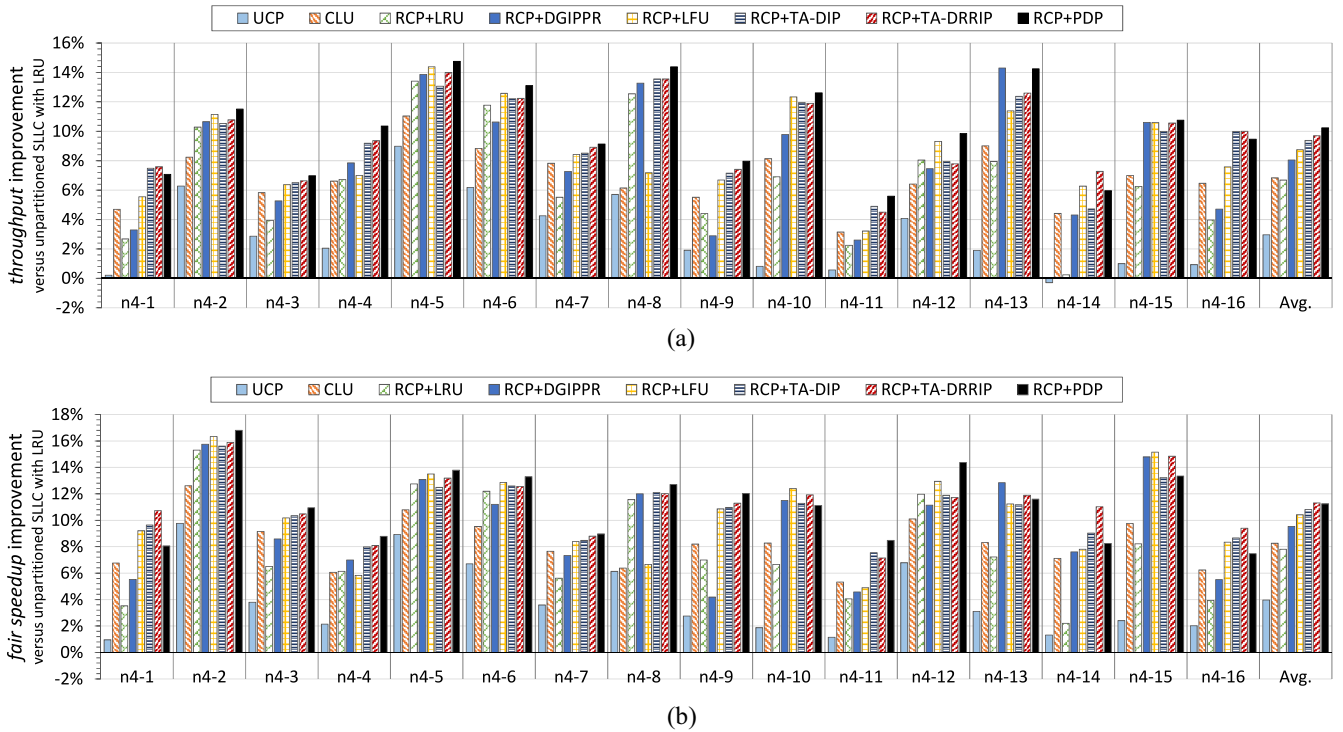 UCP CLU RCP+LRU RCP+DGIPPR RCP+LFU RCP+TA-DIP RCP+TA-DRRIP RCP+PDP
throughput improvement
versus unpartitioned SLLC with LRU
16%
14%
12%
10%
8%
6%
4%
2%
0%
-2%
n4-1 n4-2 n4-3 n4-4 n4-5 n4-6 n4-7 n4-8 n4-9 n4-10 n4-11 n4-12 n4-13 n4-14 n4-15 n4-16 Avg.
(a)
UCP CLU RCP+LRU RCP+DGIPPR RCP+LFU RCP+TA-DIP RCP+TA-DRRIP RCP+PDP
fair speedup improvement
versus unpartitioned SLLC with LRU
18%
16%
14%
12%
10%
8%
6%
4%
2%
0%
-2%
n4-1 n4-2 n4-3 n4-4 n4-5 n4-6 n4-7 n4-8 n4-9 n4-10 n4-11 n4-12 n4-13 n4-14 n4-15 n4-16 Avg.
(b)